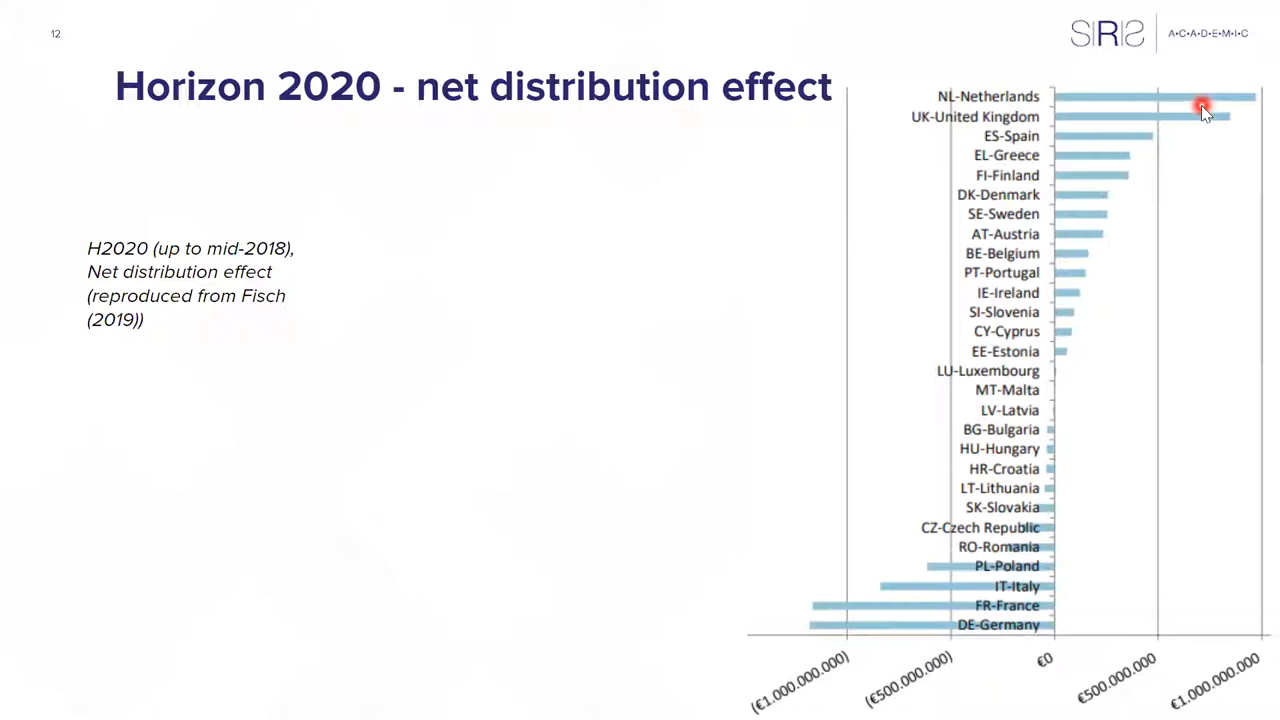 12
SIRIS
A•C•A•D•E•M•I•C
Horizon 2020 - net distribution effect
H2020 (up to mid-2018),
Net distribution effect
(reproduced from Fisch
(2019))
NL-Netherlands
UK-United Kingdom
ES-Spain
EL-Greece
FI-Finland
DK-Denmark
SE-Sweden
AT-Austria
BE-Belgium
PT-Portugal
IE-Ireland
SI-Slovenia
CY-Cyprus
EE-Estonia
LU-Luxembourg
MT-Malta
LV-Latvia
BG-Bulgaria
HU-Hungary
HR-Croatia
LT-Lithuania
SK-Slovakia
CZ-Czech Republic
RO-Romania
PL-Poland
IT-Italy
FR-France
DE-Germany
(€1.000.000.000)
(€500.000.000)
€0
€500.000.000
€1.000.000.000